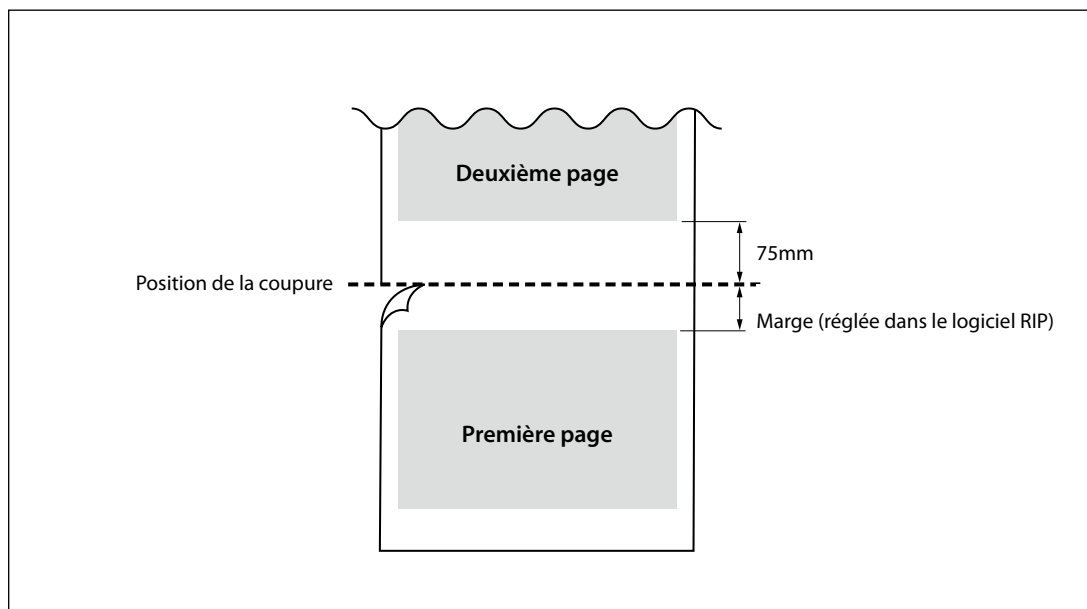 Deuxième page
75mm
Position de la coupure
Marge (réglée dans le logiciel RIP)
Première page